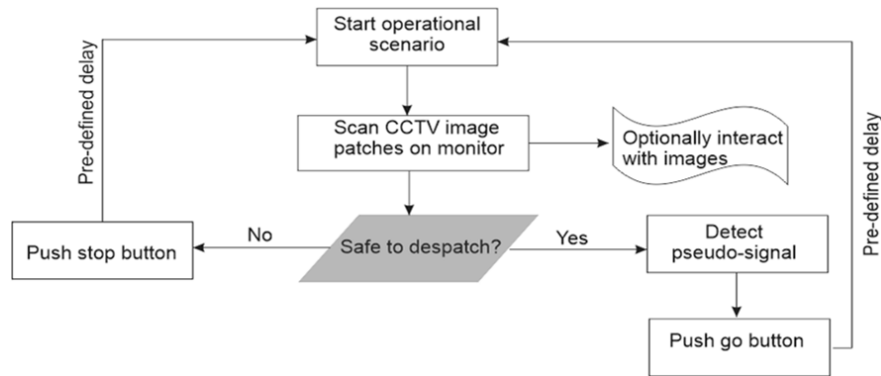 Start operational
scenario
Pre-defined delay
Scan CCTV image
patches on monitor
Optionally interact
with images
Pre-defined delay
Push stop button
No
Safe to despatch?
Yes
Detect
pseudo-signal
Push go button